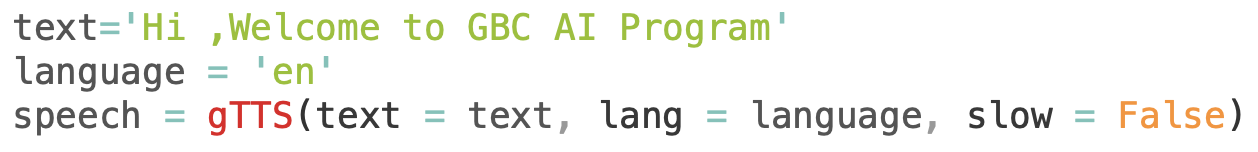 text='Hi ,Welcome to GBC AI Program'
language = 'en'
speech = gTTS(text = text, lang = language, slow = False)